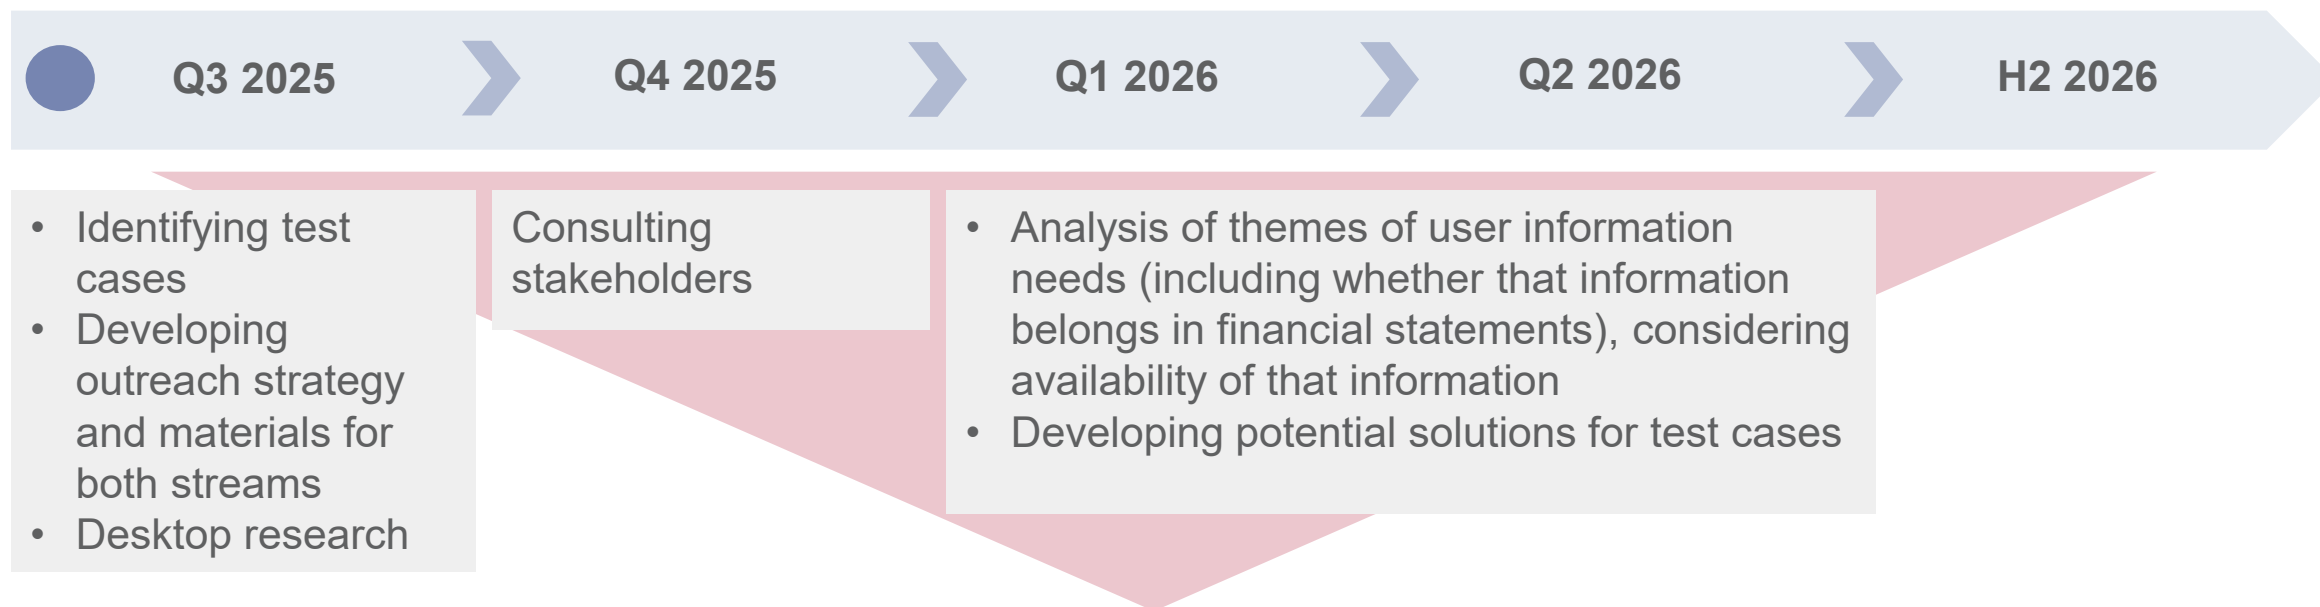 Q3 2025
Q4 2025
Q1 2026
Q2 2026
H2 2026
• Identifying test
cases
• Developing
outreach strategy
and materials for
both streams
• Desktop research
Consulting
stakeholders
• Analysis of themes of user information
needs (including whether that information
belongs in financial statements), considering
availability of that information
• Developing potential solutions for test cases